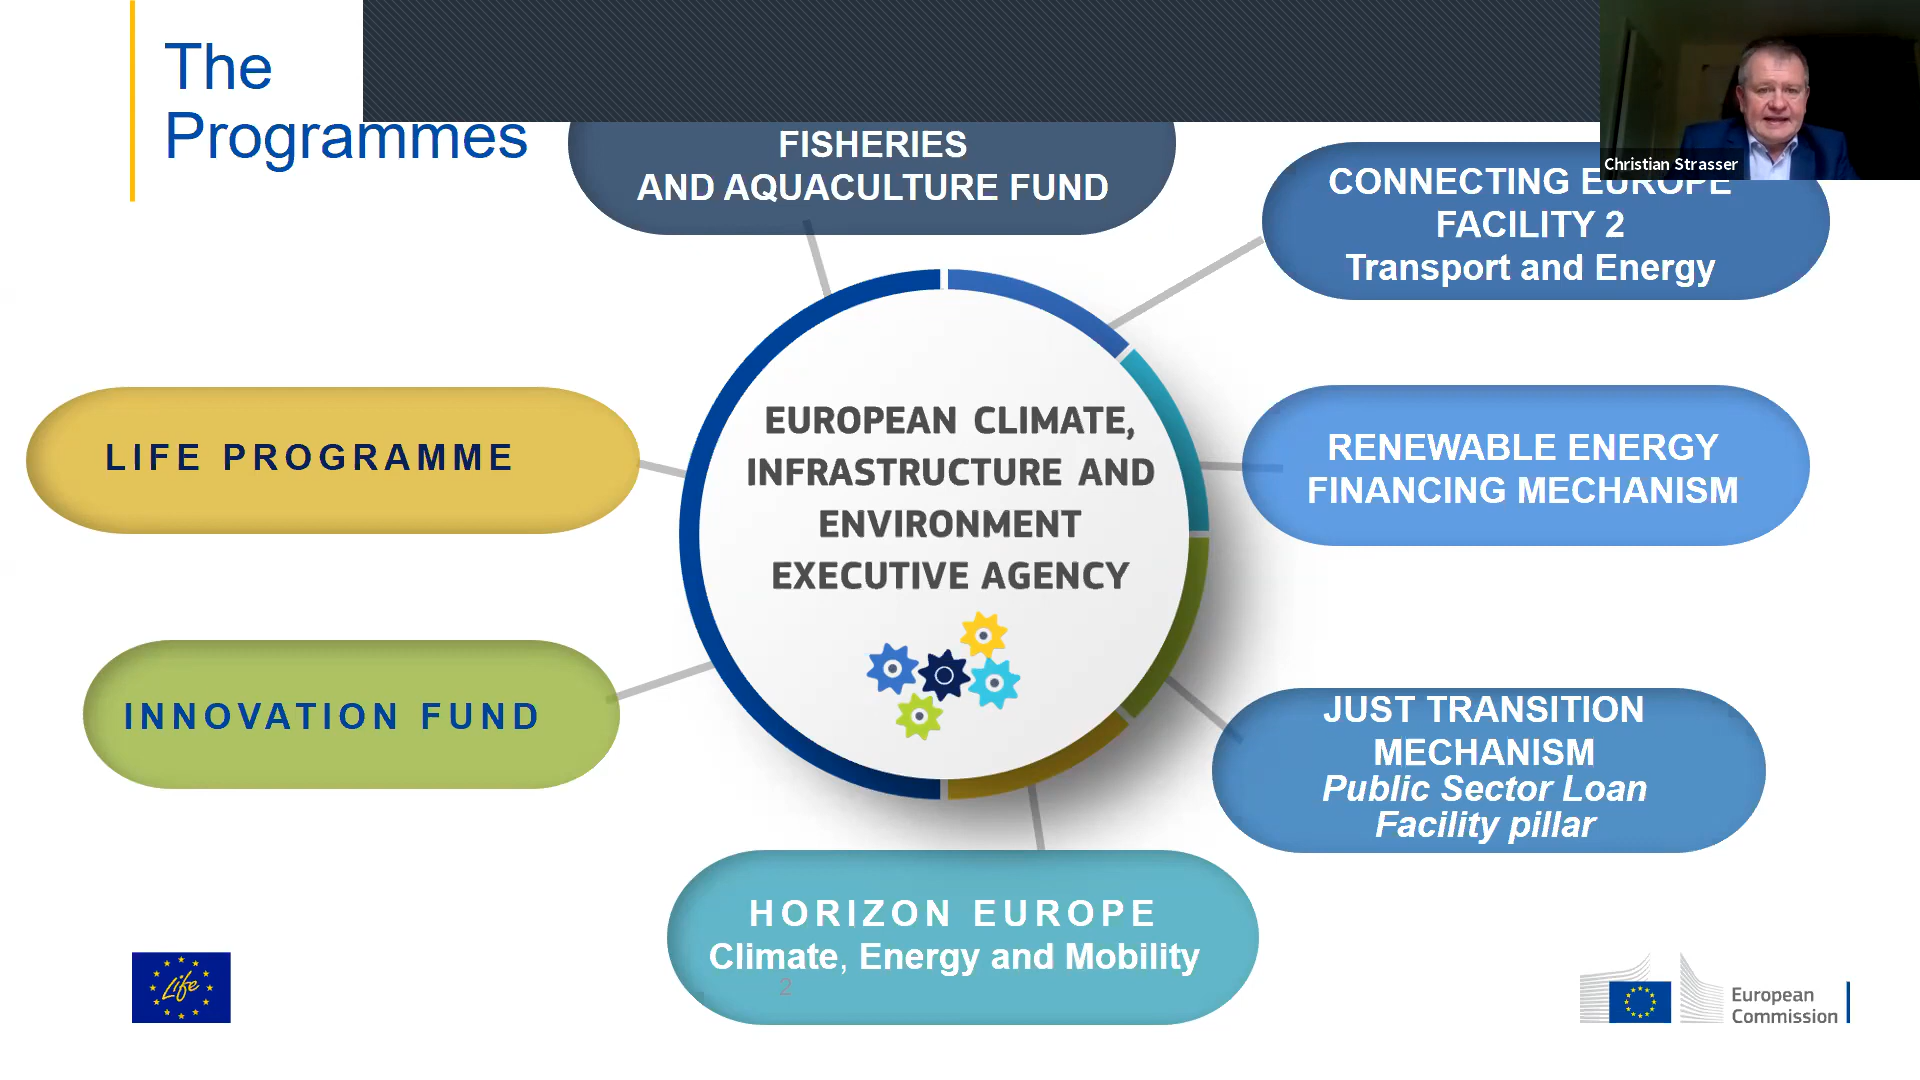 The
Programmes
FISHERIES
AND AQUACULTURE FUND
Christian Strasser
CONNECTING EUROPE
FACILITY 2
Transport and Energy
LIFE PROGRAMME
EUROPEAN CLIMATE,
INFRASTRUCTURE AND
ENVIRONMENT
EXECUTIVE AGENCY
RENEWABLE ENERGY
FINANCING MECHANISM
INNOVATION FUND
JUST TRANSITION
MECHANISM
Public Sector Loan
Facility pillar
HORIZON EUROPE
Climate, Energy and Mobility
2
Life
European
Commission